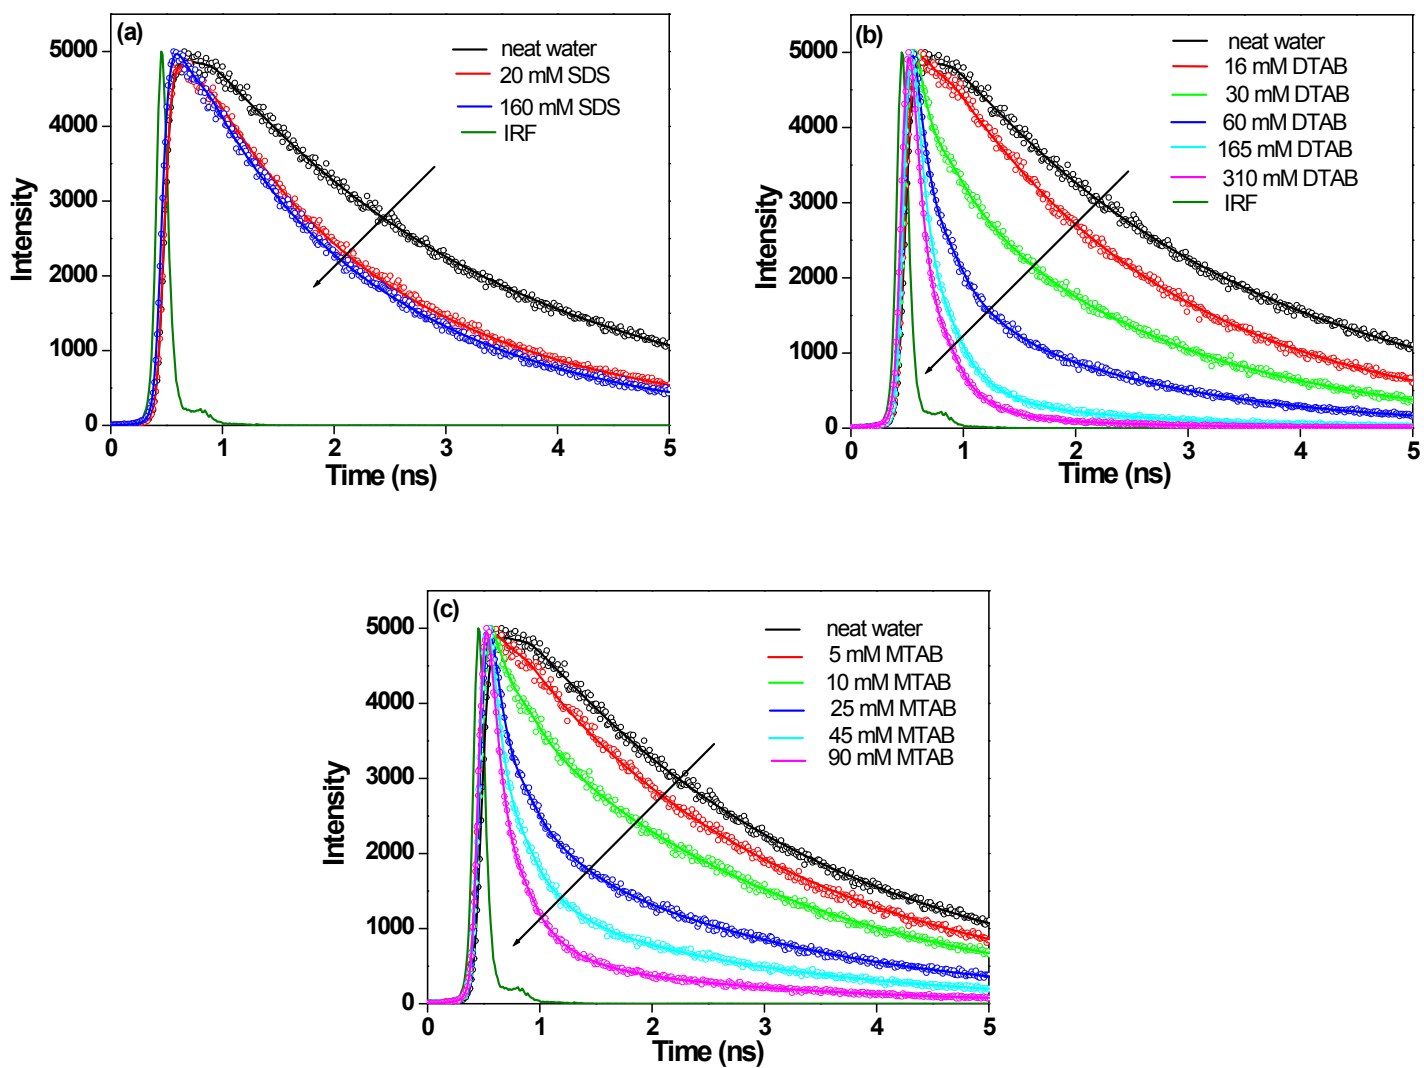 (a)
neat water
20 mM SDS
160 mM SDS
IRF
5000
4000
3000
2000
1000
0
Intensity
0 1 2 3 4 5
Time (ns)
(b)
neat water
16 mM DTAB
30 mM DTAB
60 mM DTAB
165 mM DTAB
310 mM DTAB
IRF
5000
4000
3000
2000
1000
0
Intensity
0 1 2 3 4 5
Time (ns)
(c)
neat water
5 mM MTAB
10 mM MTAB
25 mM MTAB
45 mM MTAB
90 mM MTAB
5000
4000
3000
2000
1000
0
Intensity
0 1 2 3 4 5
Time (ns)